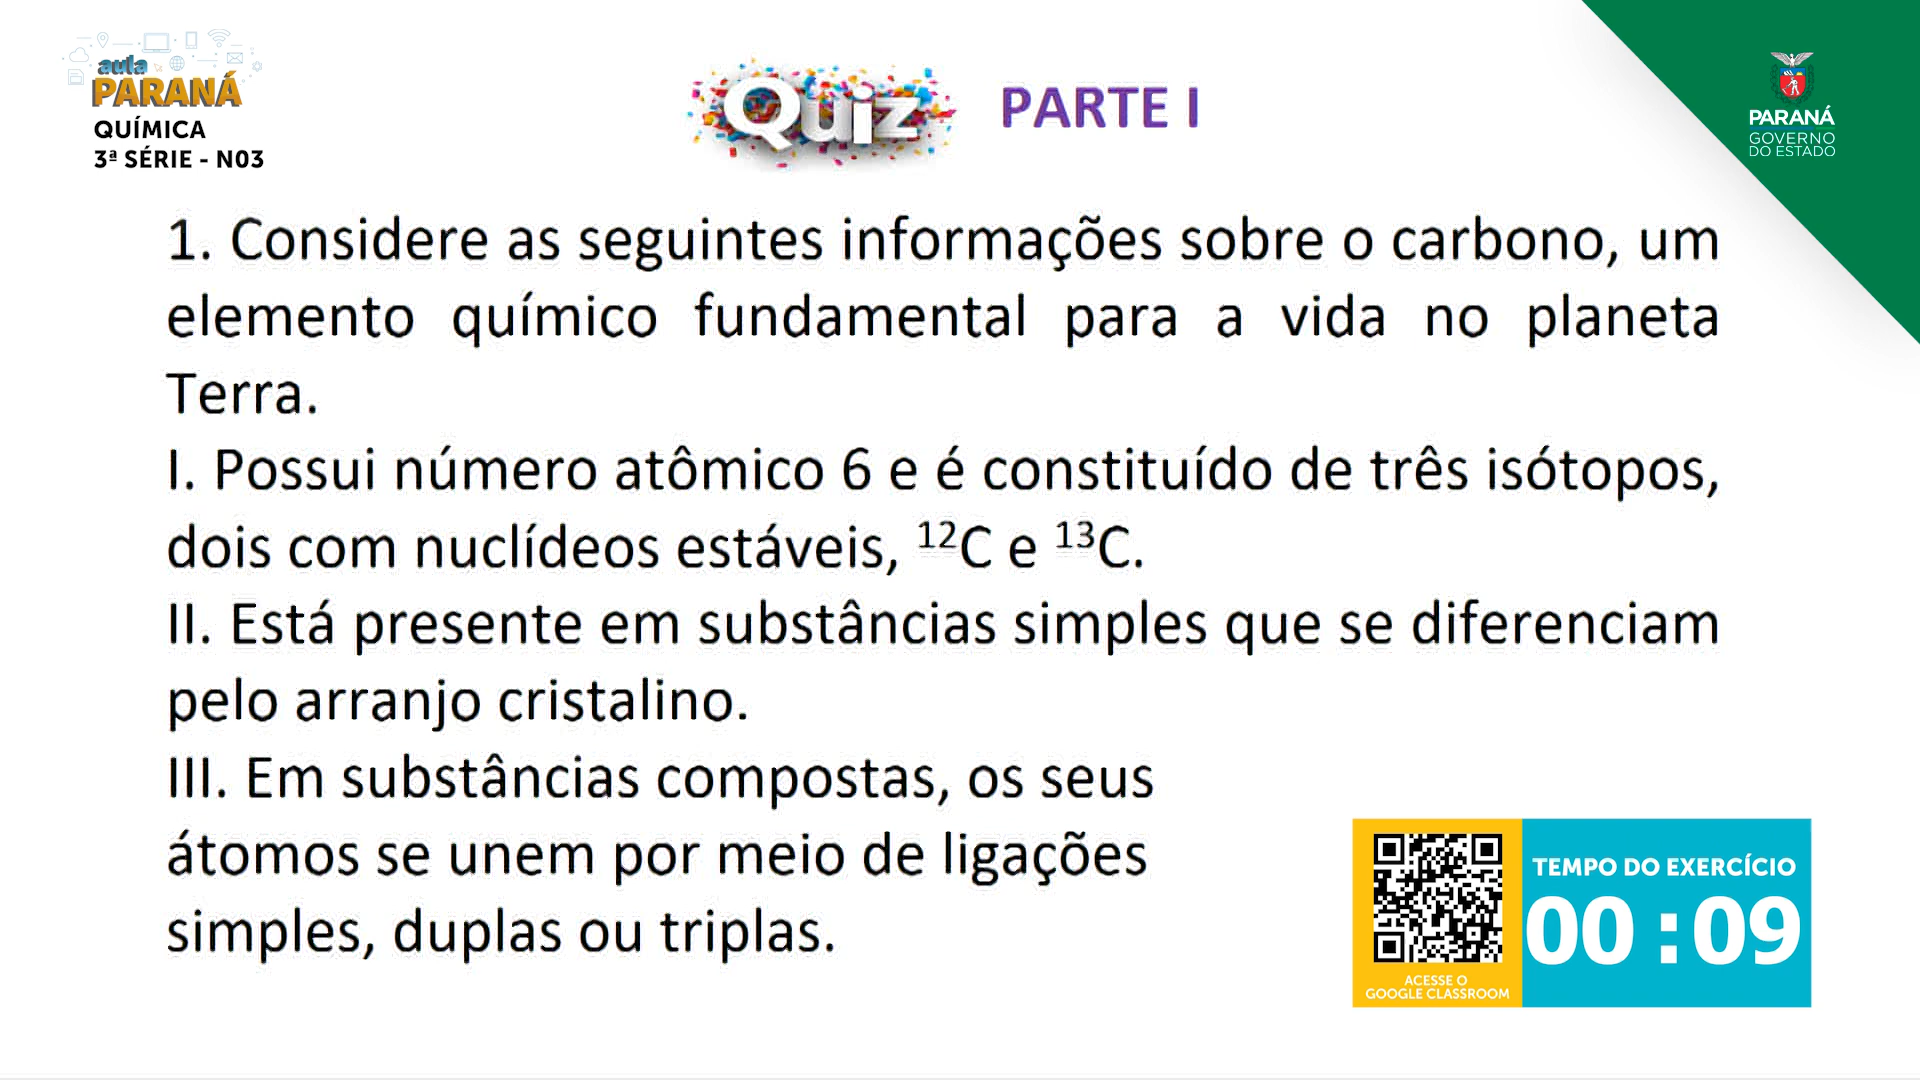 aula
PARANÁ
QUÍMICA
3ª SÉRIE - N03
Quiz
PARTE I
PARANÁ
GOVERNO
DO ESTADO
1. Considere as seguintes informações sobre o carbono, um
elemento químico fundamental para a vida no planeta
Terra.
I. Possui número atômico 6 e é constituído de três isótopos,
dois com nuclídeos estáveis, ¹²C e ¹³C.
II. Está presente em substâncias simples que se diferenciam
pelo arranjo cristalino.
III. Em substâncias compostas, os seus
átomos se unem por meio de ligações
simples, duplas ou triplas.
ACESSE O
GOOGLE CLASSROOM
TEMPO DO EXERCÍCIO
00:09